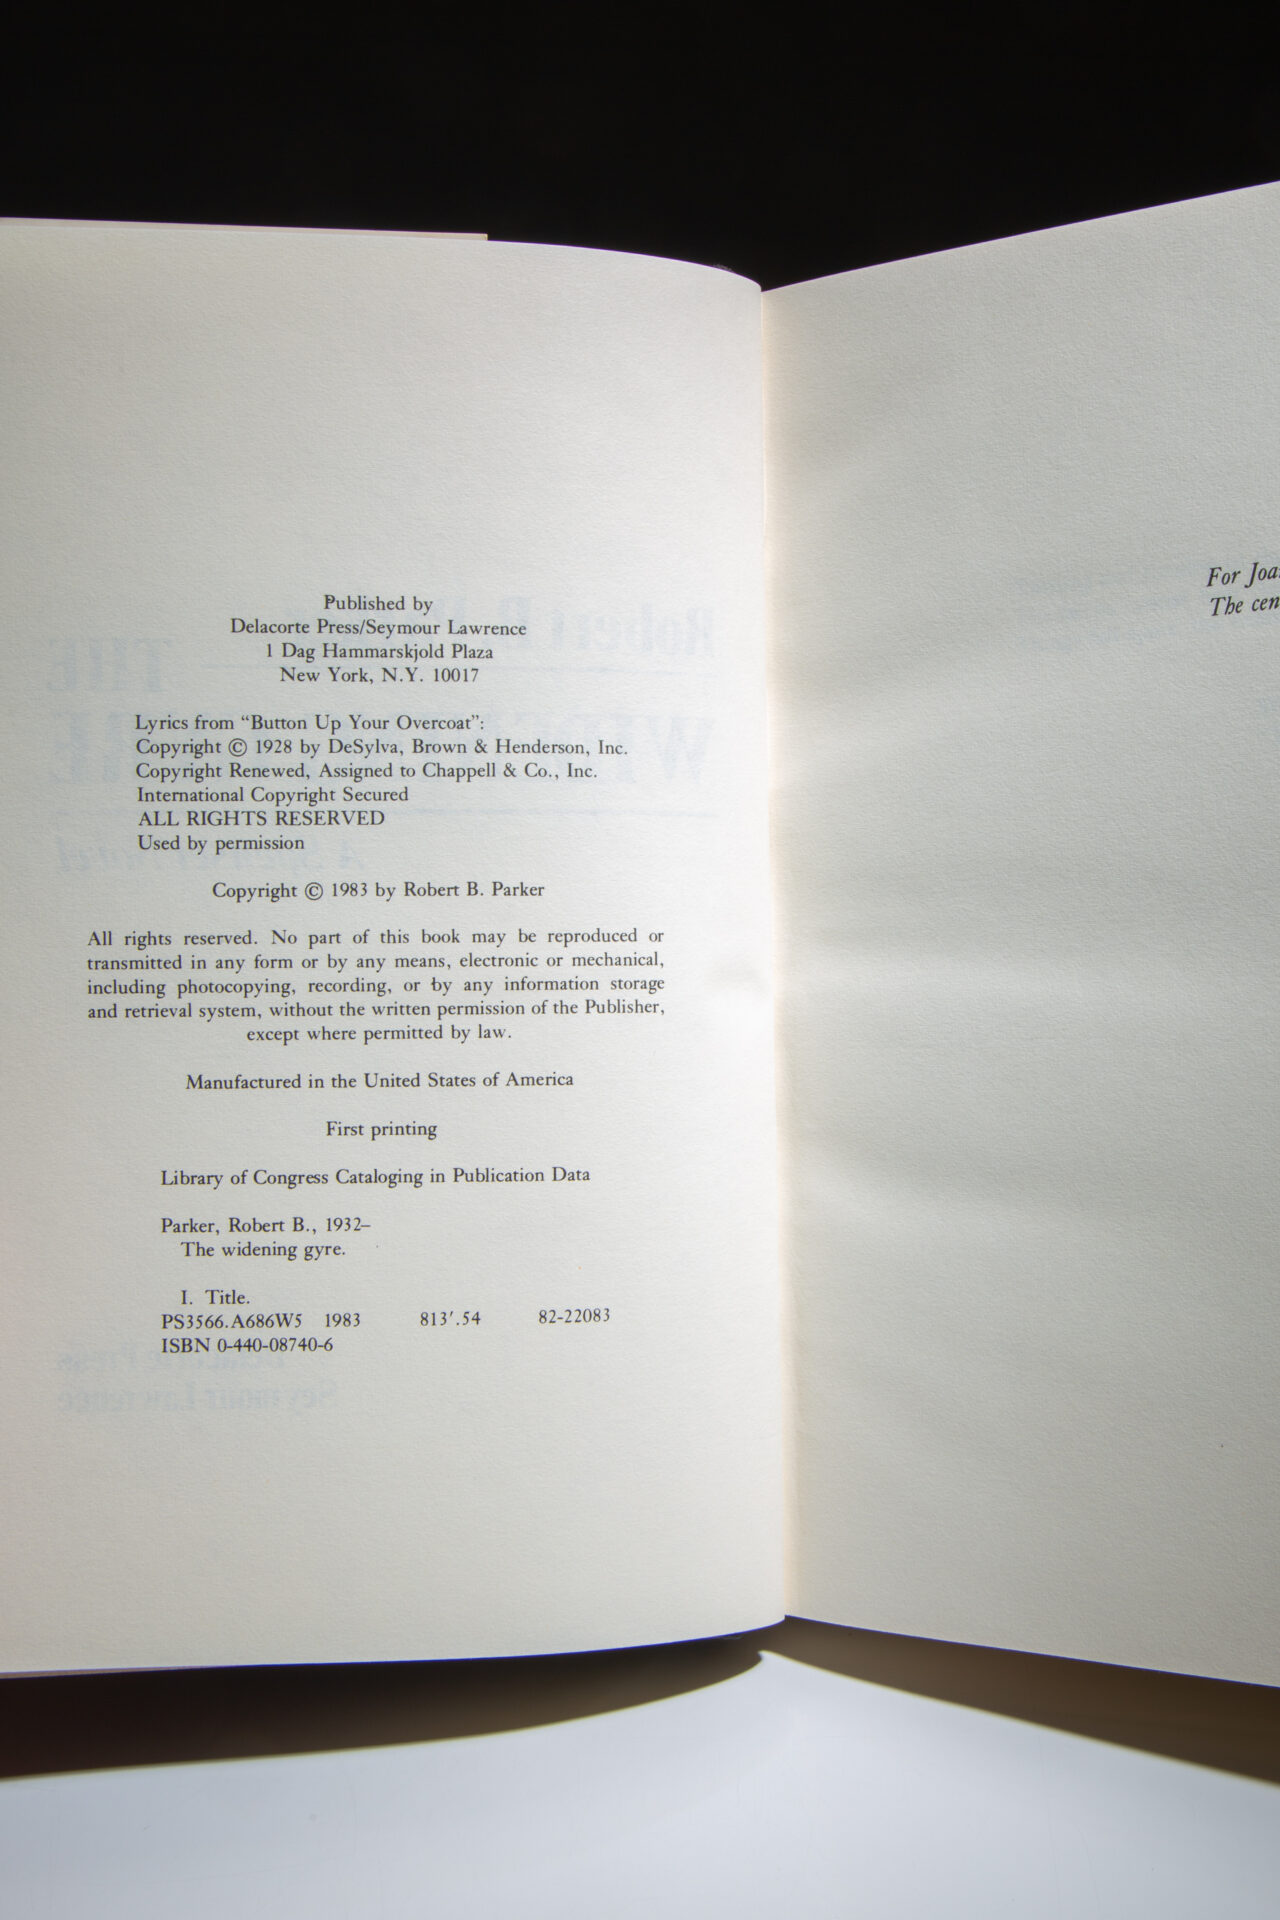 Published by
Delacorte Press/Seymour Lawrence
1 Dag Hammarskjold Plaza
New York, N.Y. 10017
Lyrics from “Button Up Your Overcoat”:
Copyright © 1928 by DeSylva, Brown & Henderson, Inc.
Copyright Renewed, Assigned to Chappell & Co., Inc.
International Copyright Secured
ALL RIGHTS RESERVED
Used by permission
Copyright © 1983 by Robert B. Parker
All rights reserved. No part of this book may be reproduced or
transmitted in any form or by any means, electronic or mechanical,
including photocopying, recording, or by any information storage
and retrieval system, without the written permission of the Publisher,
except where permitted by law.
Manufactured in the United States of America
First printing
Library of Congress Cataloging in Publication Data
Parker, Robert B., 1932–
The widening gyre.
I. Title.
PS3566.A686W5 1983 813′.54 82-22083
ISBN 0-440-08740-6
For
The